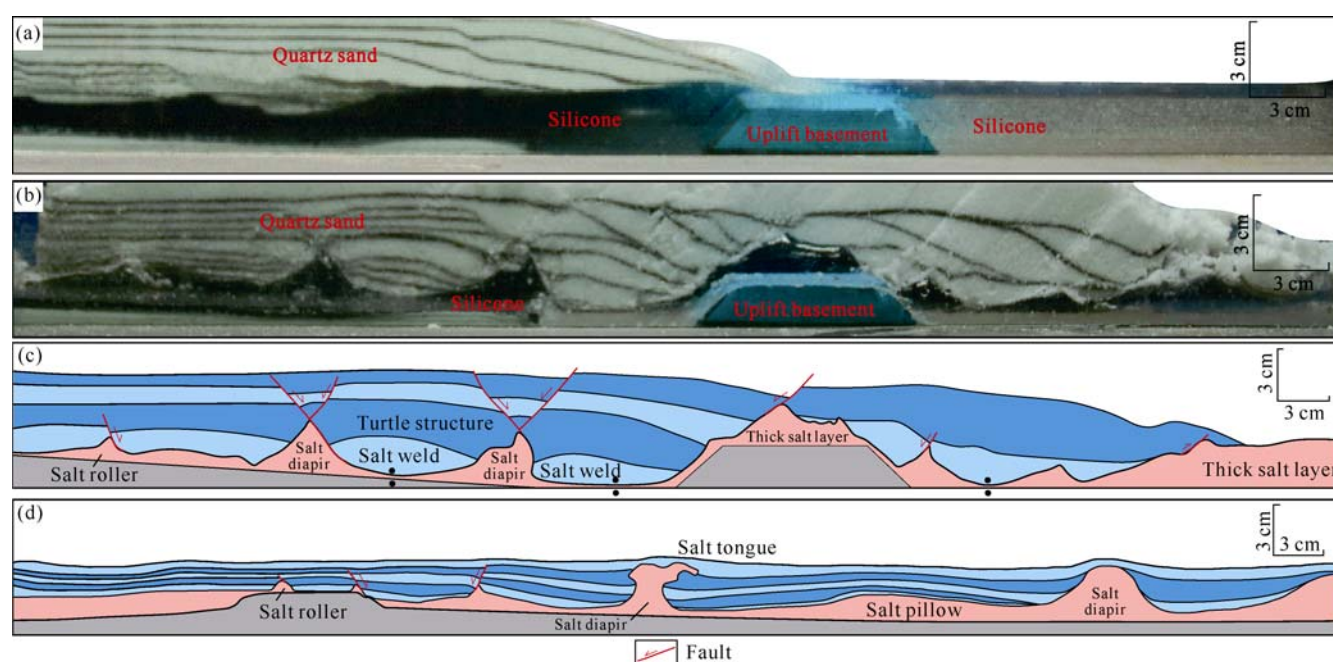 (a)
Quartz sand
Silicone
Uplift basement
Silicone
3 cm
3 cm
(b)
Quartz sand
Silicone
Uplift basement
3 cm
3 cm
(c)
Turtle structure
Salt roller
Salt
diapir
Salt weld
Salt
diapir
Salt weld
Thick salt layer
Thick salt layer
3 cm
3 cm
(d)
Salt tongue
Salt roller
Salt diapir
Salt pillow
Salt
diapir
3 cm
3 cm
Fault